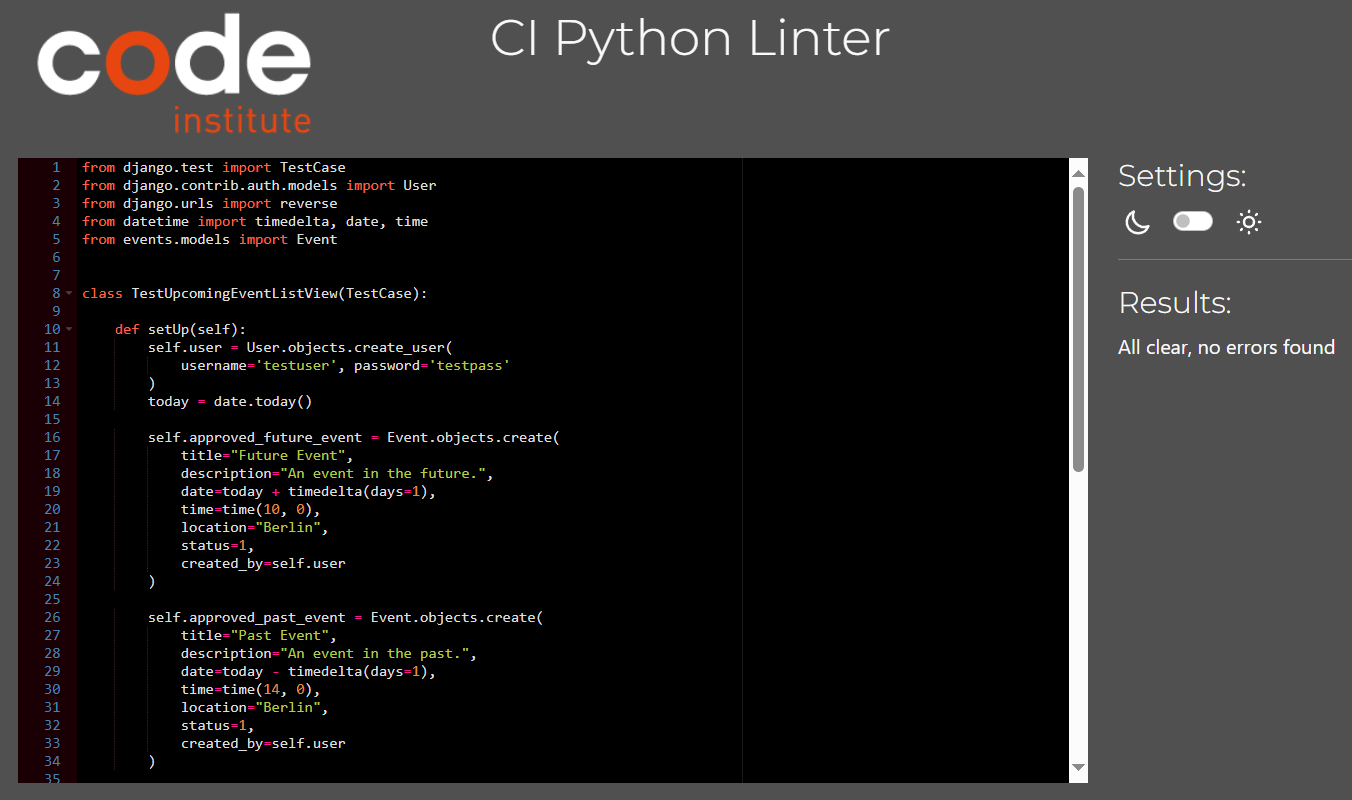 code
institute
CI Python Linter
1 from django.test import TestCase
2 from django.contrib.auth.models import User
3 from django.urls import reverse
4 from datetime import timedelta, date, time
5 from events.models import Event
6
7
8 class TestUpcomingEventListView(TestCase):
9
10     def setUp(self):
11         self.user = User.objects.create_user(
12             username='testuser', password='testpass'
13         )
14         today = date.today()
15
16         self.approved_future_event = Event.objects.create(
17             title="Future Event",
18             description="An event in the future.",
19             date=today + timedelta(days=1),
20             time=time(10, 0),
21             location="Berlin",
22             status=1,
23             created_by=self.user
24         )
25
26         self.approved_past_event = Event.objects.create(
27             title="Past Event",
28             description="An event in the past.",
29             date=today - timedelta(days=1),
30             time=time(14, 0),
31             location="Berlin",
32             status=1,
33             created_by=self.user
34         )
35
Settings:
Results:
All clear, no errors found